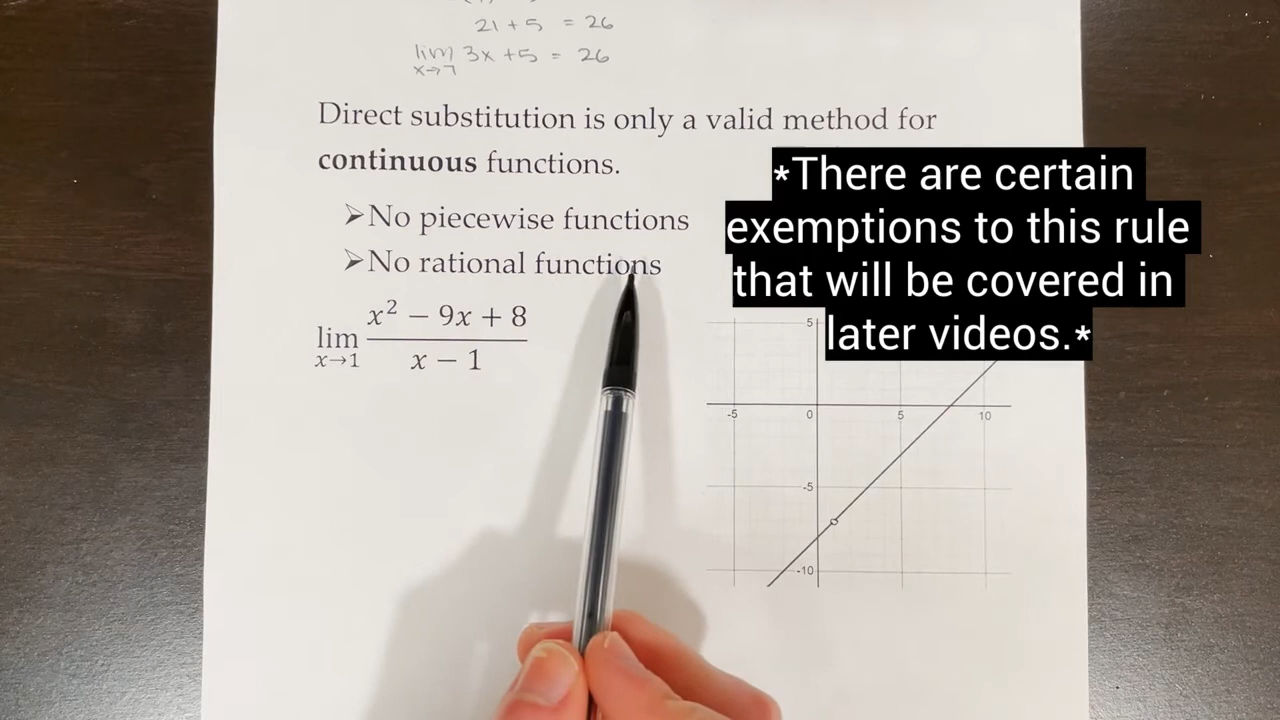 21 + 5 = 26
lim 3x + 5 = 26
x→7
Direct substitution is only a valid method for
continuous functions.
➢No piecewise functions
➢No rational functions
x² − 9x + 8
lim
x→1
x − 1
*There are certain
exemptions to this rule
that will be covered in
later videos.*
5
-5
0
5
10
-5
-10